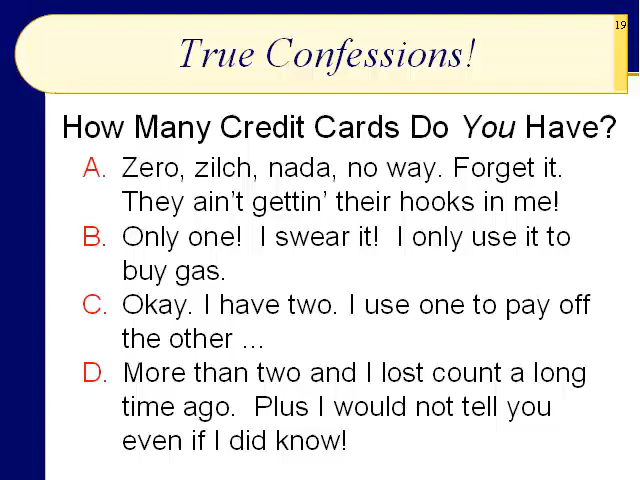 19
True Confessions!
How Many Credit Cards Do You Have?
A. Zero, zilch, nada, no way. Forget it.
They ain’t gettin’ their hooks in me!
B. Only one!  I swear it!  I only use it to
buy gas.
C. Okay. I have two. I use one to pay off
the other ...
D. More than two and I lost count a long
time ago.  Plus I would not tell you
even if I did know!